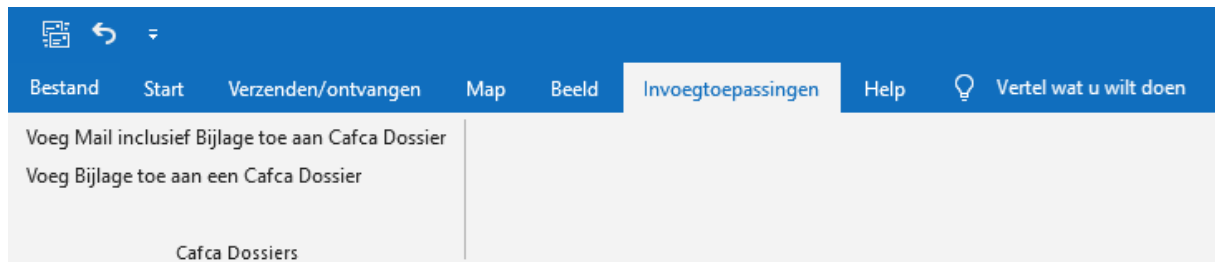 Bestand Start Verzenden/ontvangen Map Beeld Invoegtoepassingen Help Vertel wat u wilt doen
Voeg Mail inclusief Bijlage toe aan Cafca Dossier
Voeg Bijlage toe aan een Cafca Dossier
Cafca Dossiers